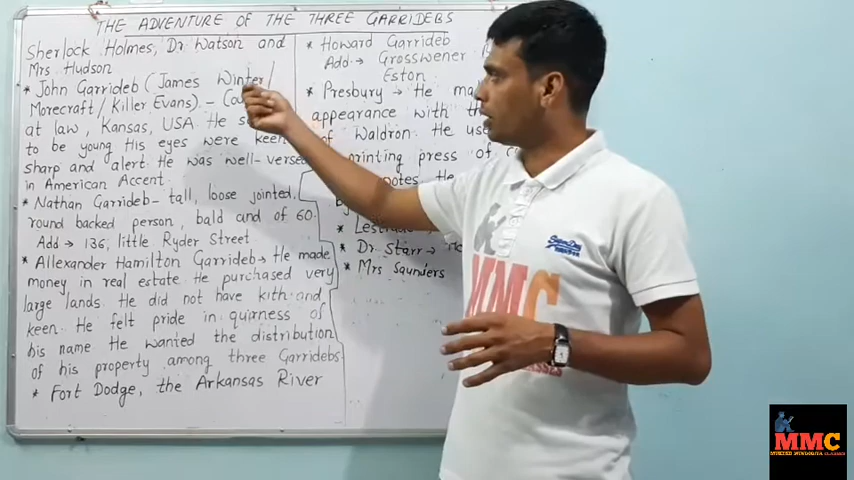 THE ADVENTURE OF THE THREE GARRIDEBS
Sherlock Holmes, Dr Watson and
Mrs Hudson
* John Garrideb (James Winter/
Morecraft/ Killer Evans). –
at law, Kansas, USA. He
to be young his eyes were keen
sharp and alert. He was well-versed
in American Accent.
* Nathan Garrideb - tall, loose jointed,
round backed person, bald and of 60.
Add → 136, little Ryder Street
* Allexander Hamilton Garrideb → He made
money in real estate. He purchased very
large lands. He did not have kith and
keen. He felt pride in quirness of
his name. He wanted the distribution
of his property among three Garridebs.
* Fort Dodge, the Arkansas River
* Howard Garrideb
Add → Grosswener
Eston
* Presbury → He
appearance with
of Waldron. He
printing press
* Dr Starr →
* Mrs Saunders
MMC
SuperDry
MMC